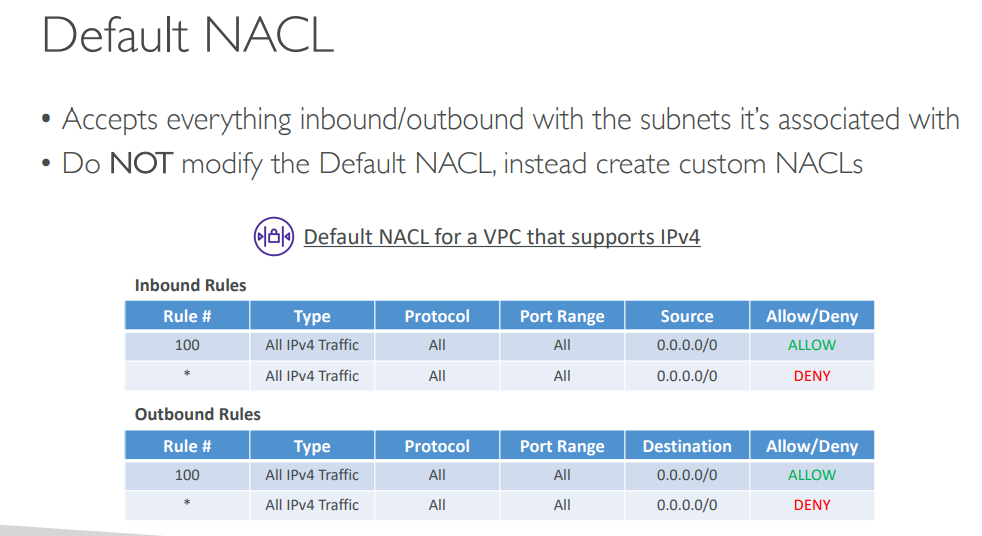 Default NACL
• Accepts everything inbound/outbound with the subnets it's associated with
• Do NOT modify the Default NACL, instead create custom NACLs
Default NACL for a VPC that supports IPv4
Inbound Rules
Rule # Type Protocol Port Range Source Allow/Deny
100 All IPv4 Traffic All All 0.0.0.0/0 ALLOW
* All IPv4 Traffic All All 0.0.0.0/0 DENY
Outbound Rules
Rule # Type Protocol Port Range Destination Allow/Deny
100 All IPv4 Traffic All All 0.0.0.0/0 ALLOW
* All IPv4 Traffic All All 0.0.0.0/0 DENY